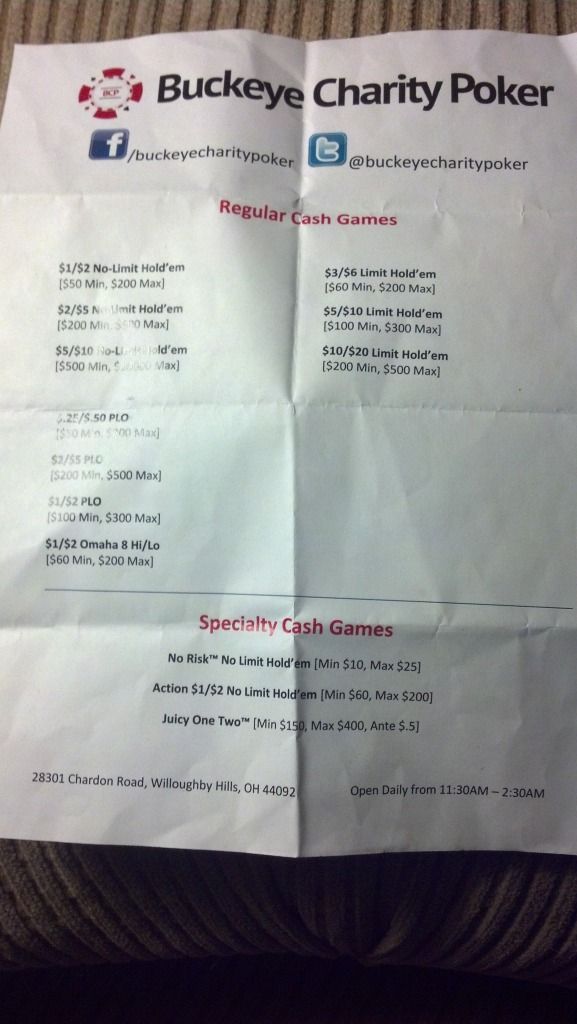 BCP
Buckeye Charity Poker
/buckeyecharitypoker
@buckeyecharitypoker
Regular Cash Games
$1/$2 No-Limit Hold'em
[$50 Min, $200 Max]
$2/$5 Hold'em
[$200 Max]
$5/$10
[$500 Min, Max]
$3/$6 Limit Hold'em
[$60 Min, $200 Max]
$5/$10 Limit Hold'em
[$100 Min, $300 Max]
$10/$20 Limit Hold'em
[$200 Min, $500 Max]
PLO
Max]
$2/$5 PLO
[$200 Min, $500 Max]
$1/$2 PLO
[$100 Min, $300 Max]
$1/$2 Omaha 8 Hi/Lo
[$60 Min, $200 Max]
Specialty Cash Games
No Risk™ No Limit Hold'em [Min $10, Max $25]
Action $1/$2 No Limit Hold'em [Min $60, Max $200]
Juicy One Two™ [Min $150, Max $400, Ante $.5]
28301 Chardon Road, Willoughby Hills, OH 44092
Open Daily from 11:30AM – 2:30AM